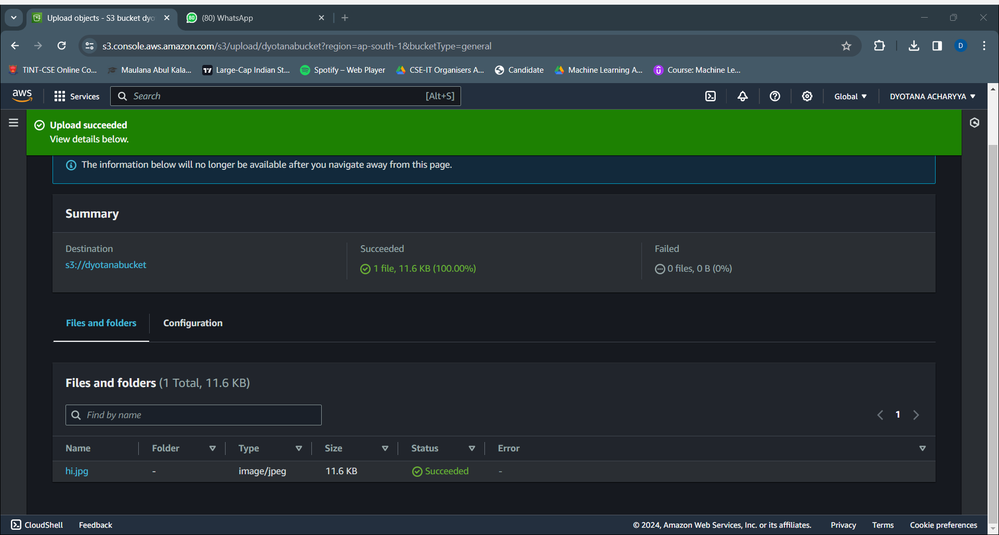 Upload objects - S3 bucket dyo
80
(80) WhatsApp
s3.console.aws.amazon.com/s3/upload/dyotanabucket?region=ap-south-1&bucketType=general
D
TINT-CSE Online Co...
Maulana Abul Kala...
Large-Cap Indian St...
Spotify – Web Player
CSE-IT Organisers A...
Candidate
Machine Learning A...
Course: Machine Le...
aws
Services
Search
[Alt+S]
Global
DYOTANA ACHARYYA
Upload succeeded
View details below.
The information below will no longer be available after you navigate away from this page.
Summary
Destination
s3://dyotanabucket
Succeeded
1 file, 11.6 KB (100.00%)
Failed
0 files, 0 B (0%)
Files and folders
Configuration
Files and folders (1 Total, 11.6 KB)
Find by name
1
Name
Folder
Type
Size
Status
Error
hi.jpg
-
image/jpeg
11.6 KB
Succeeded
-
CloudShell
Feedback
© 2024, Amazon Web Services, Inc. or its affiliates.
Privacy
Terms
Cookie preferences